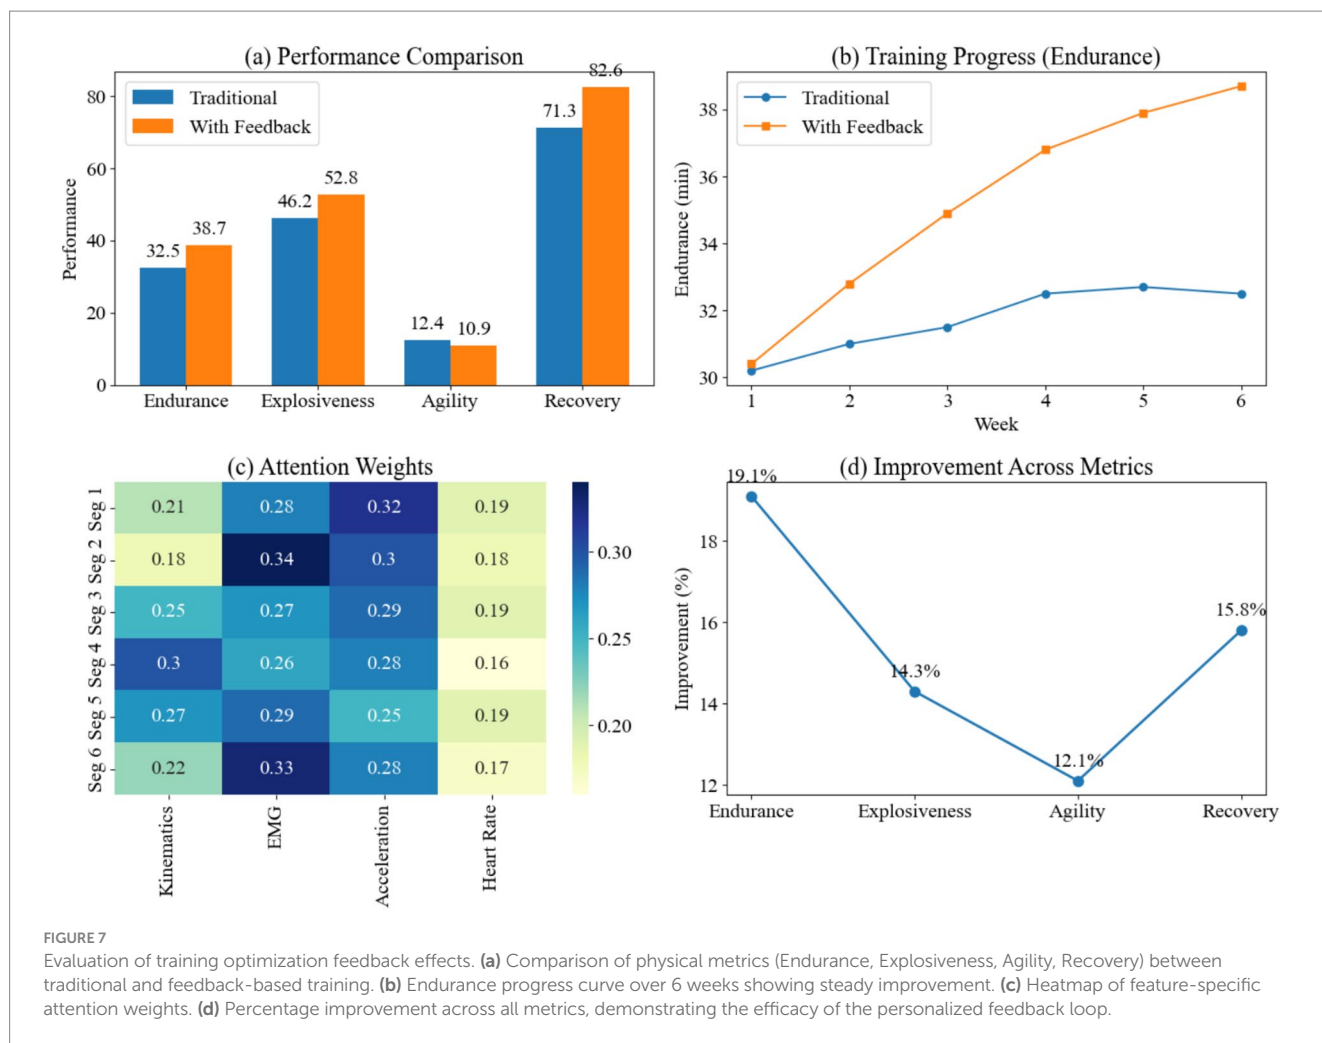 (a) Performance Comparison
Traditional
With Feedback
Performance
80
60
40
20
0
32.5
38.7
46.2
52.8
12.4
10.9
71.3
82.6
Endurance
Explosiveness
Agility
Recovery
(b) Training Progress (Endurance)
Traditional
With Feedback
Endurance (min)
38
36
34
32
30
1
2
3
4
5
6
Week
(c) Attention Weights
Seg 1
0.21
0.28
0.32
0.19
Seg 2
0.18
0.34
0.3
0.18
Seg 3
0.25
0.27
0.29
0.19
Seg 4
0.3
0.26
0.28
0.16
Seg 5
0.27
0.29
0.25
0.19
Seg 6
0.22
0.33
0.28
0.17
Kinematics
EMG
Acceleration
Heart Rate
0.30
0.25
0.20
(d) Improvement Across Metrics
Improvement (%)
18
16
14
12
19.1%
14.3%
12.1%
15.8%
Endurance
Explosiveness
Agility
Recovery
FIGURE 7
Evaluation of training optimization feedback effects. (a) Comparison of physical metrics (Endurance, Explosiveness, Agility, Recovery) between
traditional and feedback-based training. (b) Endurance progress curve over 6 weeks showing steady improvement. (c) Heatmap of feature-specific
attention weights. (d) Percentage improvement across all metrics, demonstrating the efficacy of the personalized feedback loop.